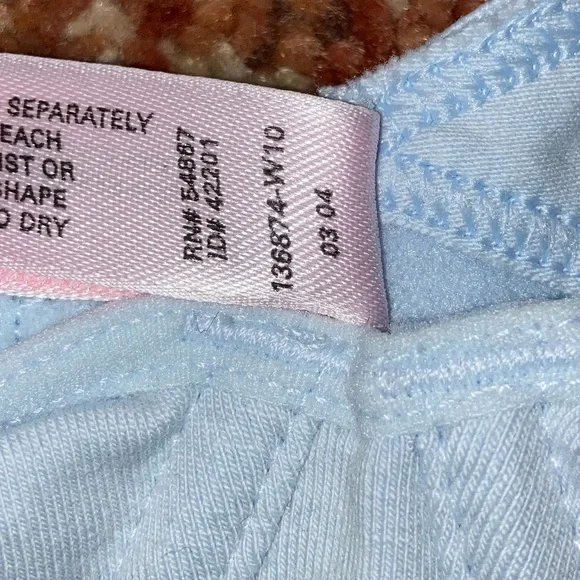 SEPARATELY
EACH
IST OR
SHAPE
O DRY
RN# 54867
ID# 42201
136874-W10
03 04